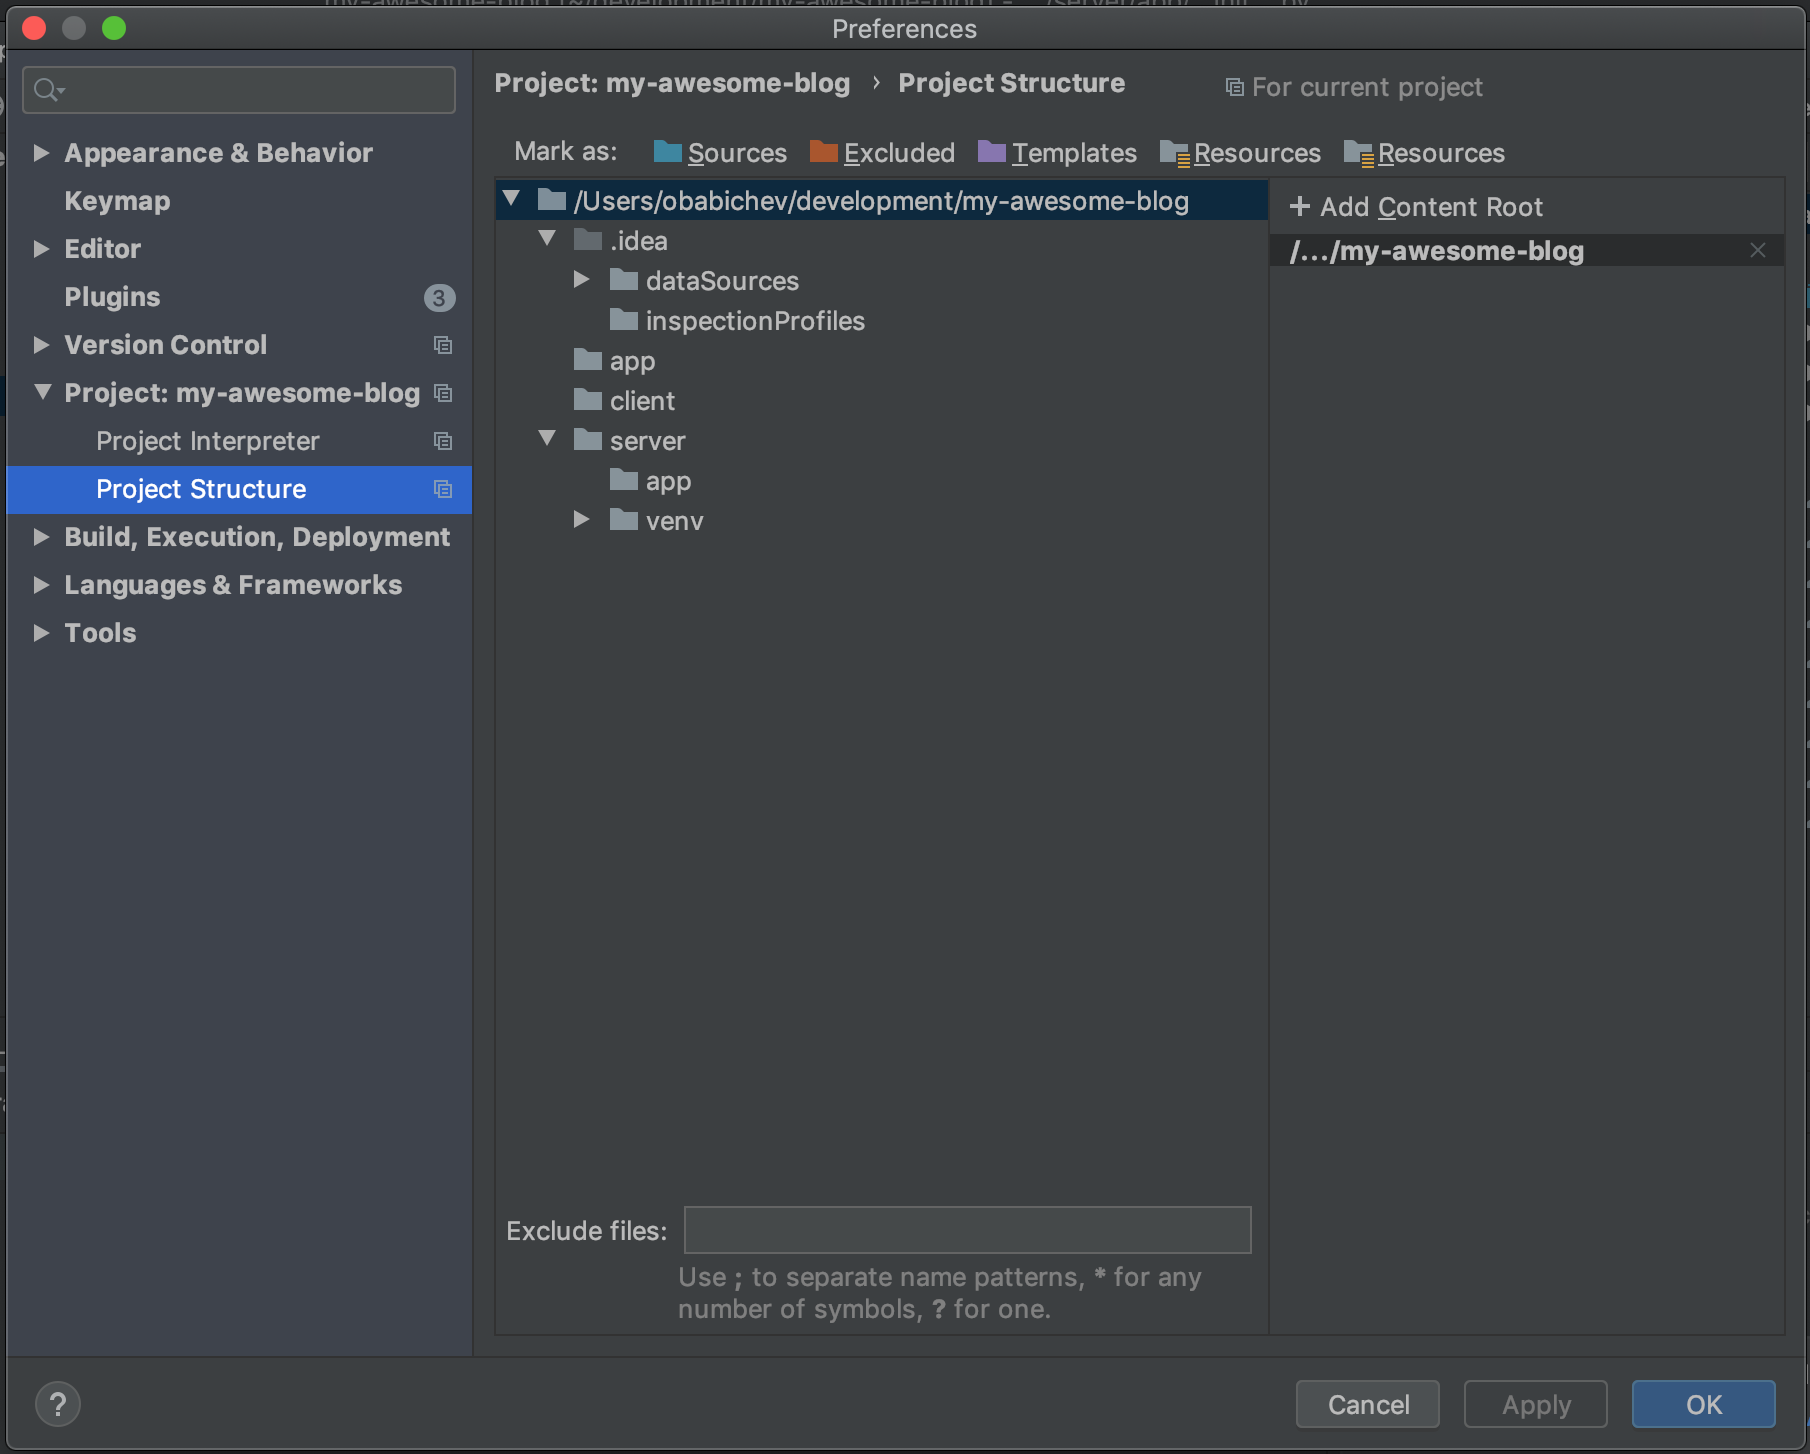 Preferences
Project: my-awesome-blog › Project Structure
For current project
Appearance & Behavior
Keymap
Editor
Plugins 3
Version Control
Project: my-awesome-blog
Project Interpreter
Project Structure
Build, Execution, Deployment
Languages & Frameworks
Tools
Mark as: Sources Excluded Templates Resources Resources
/Users/obabichev/development/my-awesome-blog
.idea
dataSources
inspectionProfiles
app
client
server
app
venv
+ Add Content Root
/.../my-awesome-blog
Exclude files:
Use ; to separate name patterns, * for any
number of symbols, ? for one.
?
Cancel Apply OK